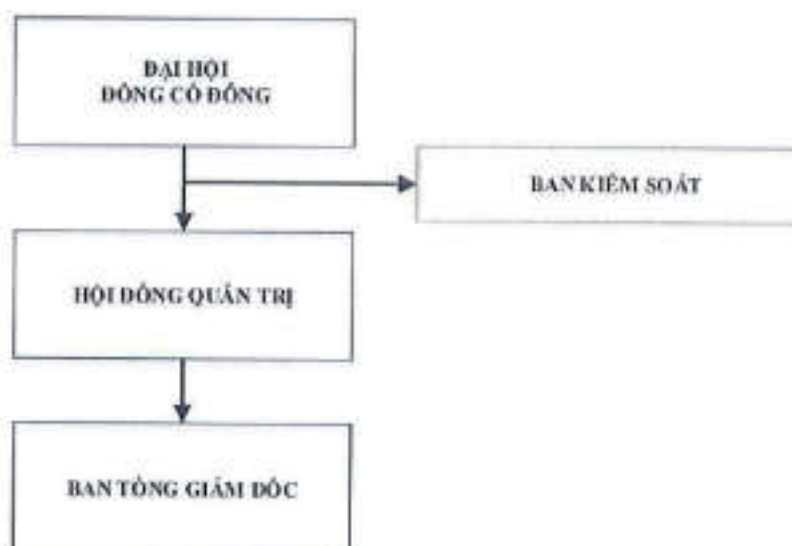 ĐẠI HỘI
ĐỒNG CỔ ĐÔNG
BAN KIỂM SOÁT
HỘI ĐỒNG QUẢN TRỊ
BAN TỔNG GIÁM ĐỐC